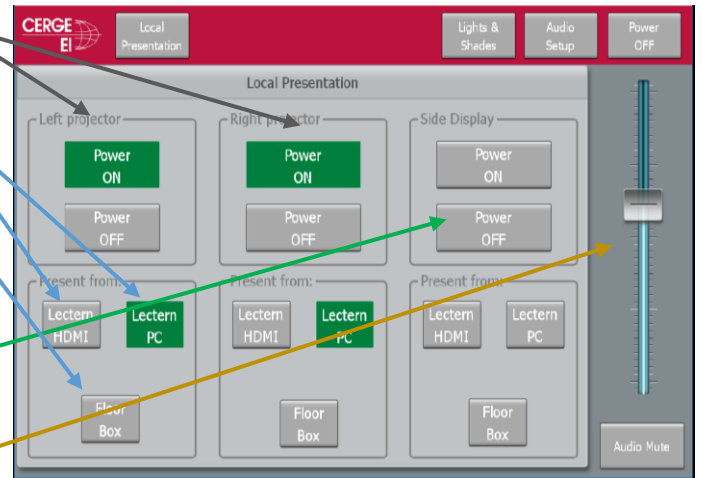 CERGE
EI
Local
Presentation
Lights &
Shades
Audio
Setup
Power
OFF
Local Presentation
Left projector
Right projector
Side Display
Power
ON
Power
ON
Power
ON
Power
OFF
Power
OFF
Power
OFF
Present from:
Present from:
Present from:
Lectern
HDMI
Lectern
PC
Lectern
HDMI
Lectern
PC
Lectern
HDMI
Lectern
PC
Floor
Box
Floor
Box
Floor
Box
Audio Mute